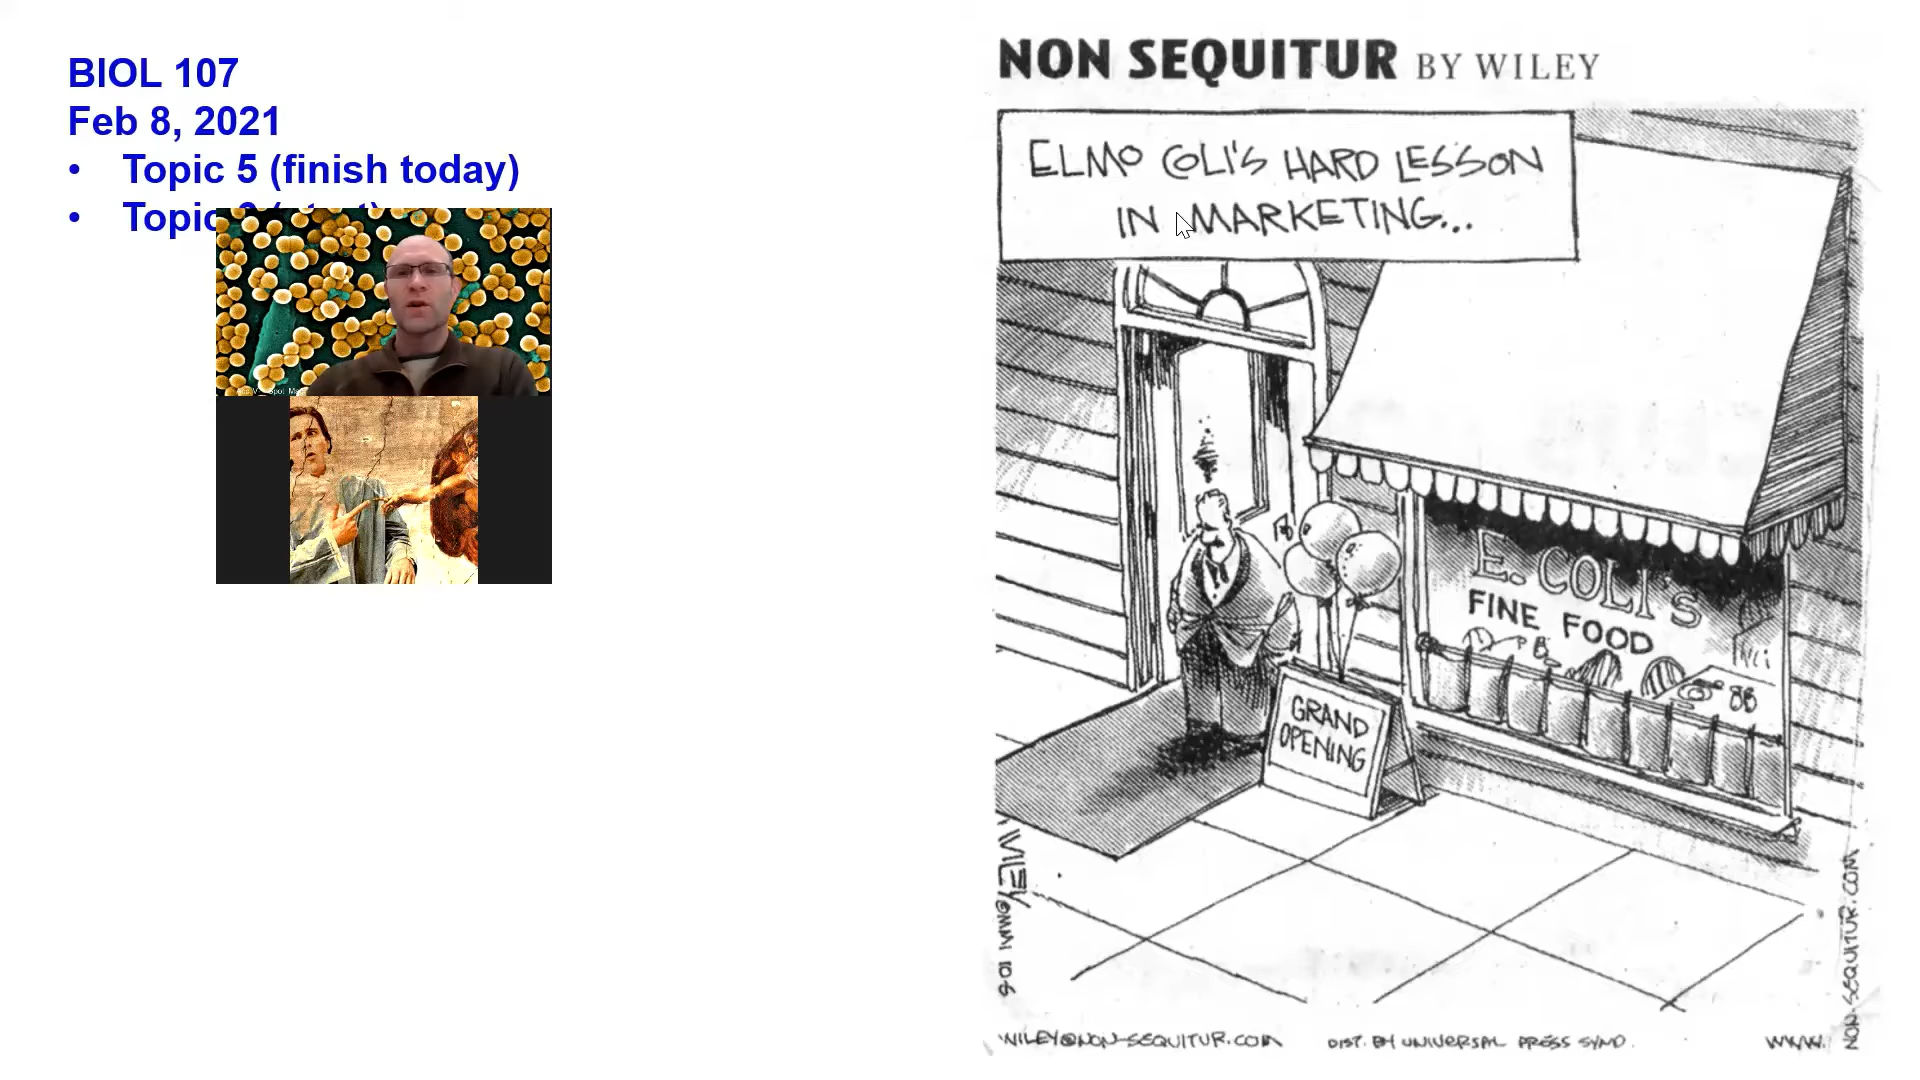 BIOL 107
Feb 8, 2021
• Topic 5 (finish today)
• Topic
NON SEQUITUR BY WILEY
ELMO COLI'S HARD LESSON
IN MARKETING...
E. COLI'S
FINE FOOD
GRAND
OPENING
WILEY
WILEY@NON-SEQUITUR.COM
DIST. BY UNIVERSAL PRESS SYND.
WWW.
NON-SEQUITUR.COM